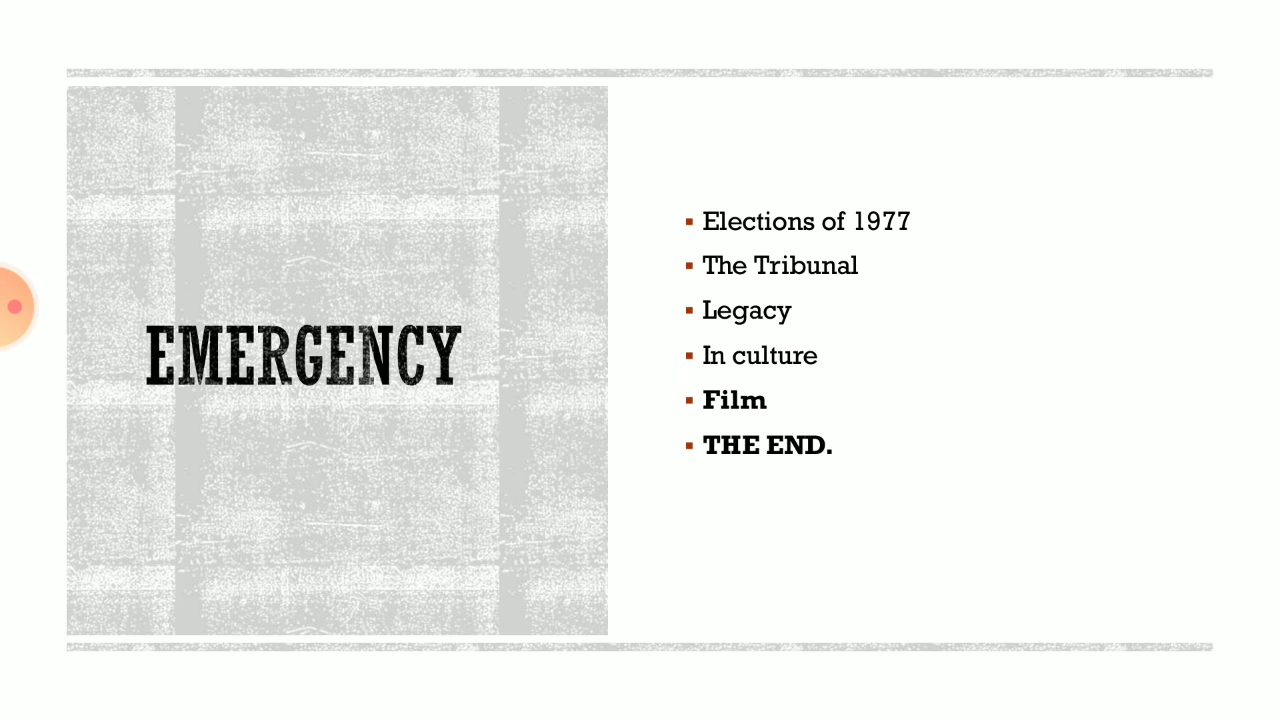 EMERGENCY
Elections of 1977
The Tribunal
Legacy
In culture
Film
THE END.